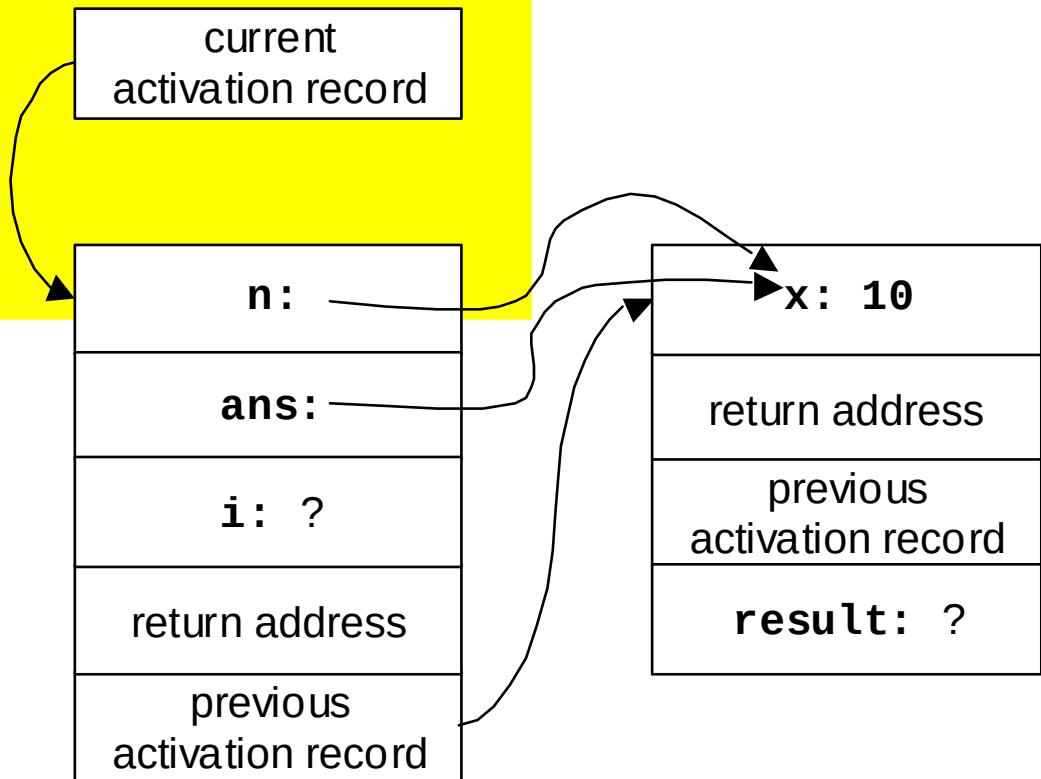 current
activation record
n:
ans:
i: ?
return address
previous
activation record
x: 10
return address
previous
activation record
result: ?